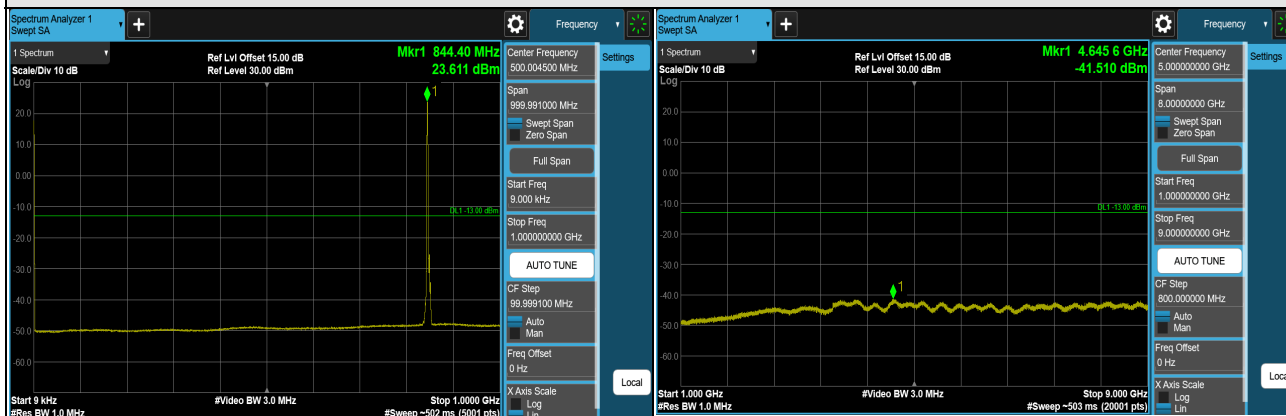 Spectrum Analyzer 1
Swept SA
+
Frequency
1 Spectrum
Scale/Div 10 dB
Log
Ref Lvl Offset 15.00 dB
Ref Level 30.00 dBm
Mkr1 844.40 MHz
23.611 dBm
1
20.0
10.0
0.00
-10.0
DL1 -13.00 dBm
-20.0
-30.0
-40.0
-50.0
-60.0
Start 9 kHz
#Res BW 1.0 MHz
#Video BW 3.0 MHz
Stop 1.0000 GHz
#Sweep ~502 ms (5001 pts)
Center Frequency
500.004500 MHz
Span
999.991000 MHz
Swept Span
Zero Span
Full Span
Start Freq
9.000 kHz
Stop Freq
1.000000000 GHz
AUTO TUNE
CF Step
99.999100 MHz
Auto
Man
Freq Offset
0 Hz
X Axis Scale
Log
Lin
Settings
Local
Spectrum Analyzer 1
Swept SA
+
Frequency
1 Spectrum
Scale/Div 10 dB
Log
Ref Lvl Offset 15.00 dB
Ref Level 30.00 dBm
Mkr1 4.645 6 GHz
-41.510 dBm
1
20.0
10.0
0.00
-10.0
DL1 -13.00 dBm
-20.0
-30.0
-40.0
-50.0
-60.0
Start 1.000 GHz
#Res BW 1.0 MHz
#Video BW 3.0 MHz
Stop 9.000 GHz
#Sweep ~503 ms (20001 pts)
Center Frequency
5.00000000 GHz
Span
8.00000000 GHz
Swept Span
Zero Span
Full Span
Start Freq
1.000000000 GHz
Stop Freq
9.000000000 GHz
AUTO TUNE
CF Step
800.000000 MHz
Auto
Man
Freq Offset
0 Hz
X Axis Scale
Log
Lin
Settings